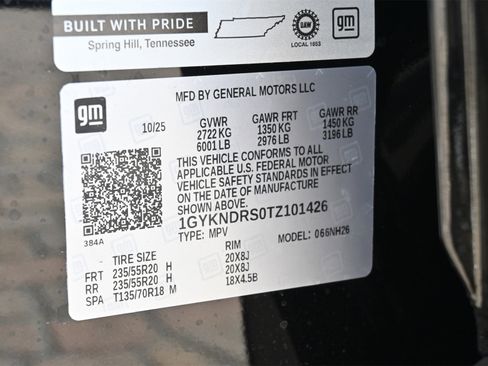 BUILT WITH PRIDE
Spring Hill, Tennessee
UAW
LOCAL 1853
gm
gm
MFD BY GENERAL MOTORS LLC
10/25 GVWR GAWR FRT GAWR RR
2722 KG 1350 KG 1450 KG
6001 LB 2976 LB 3196 LB
THIS VEHICLE CONFORMS TO ALL
APPLICABLE U.S. FEDERAL MOTOR
VEHICLE SAFETY STANDARDS IN EFFECT
ON THE DATE OF MANUFACTURE
SHOWN ABOVE.
1GYKNDRS0TZ101426
TYPE: MPV MODEL: 066NH26
384A
TIRE SIZE RIM
FRT 235/55R20 H 20X8J
RR 235/55R20 H 20X8J
SPA T135/70R18 M 18X4.5B